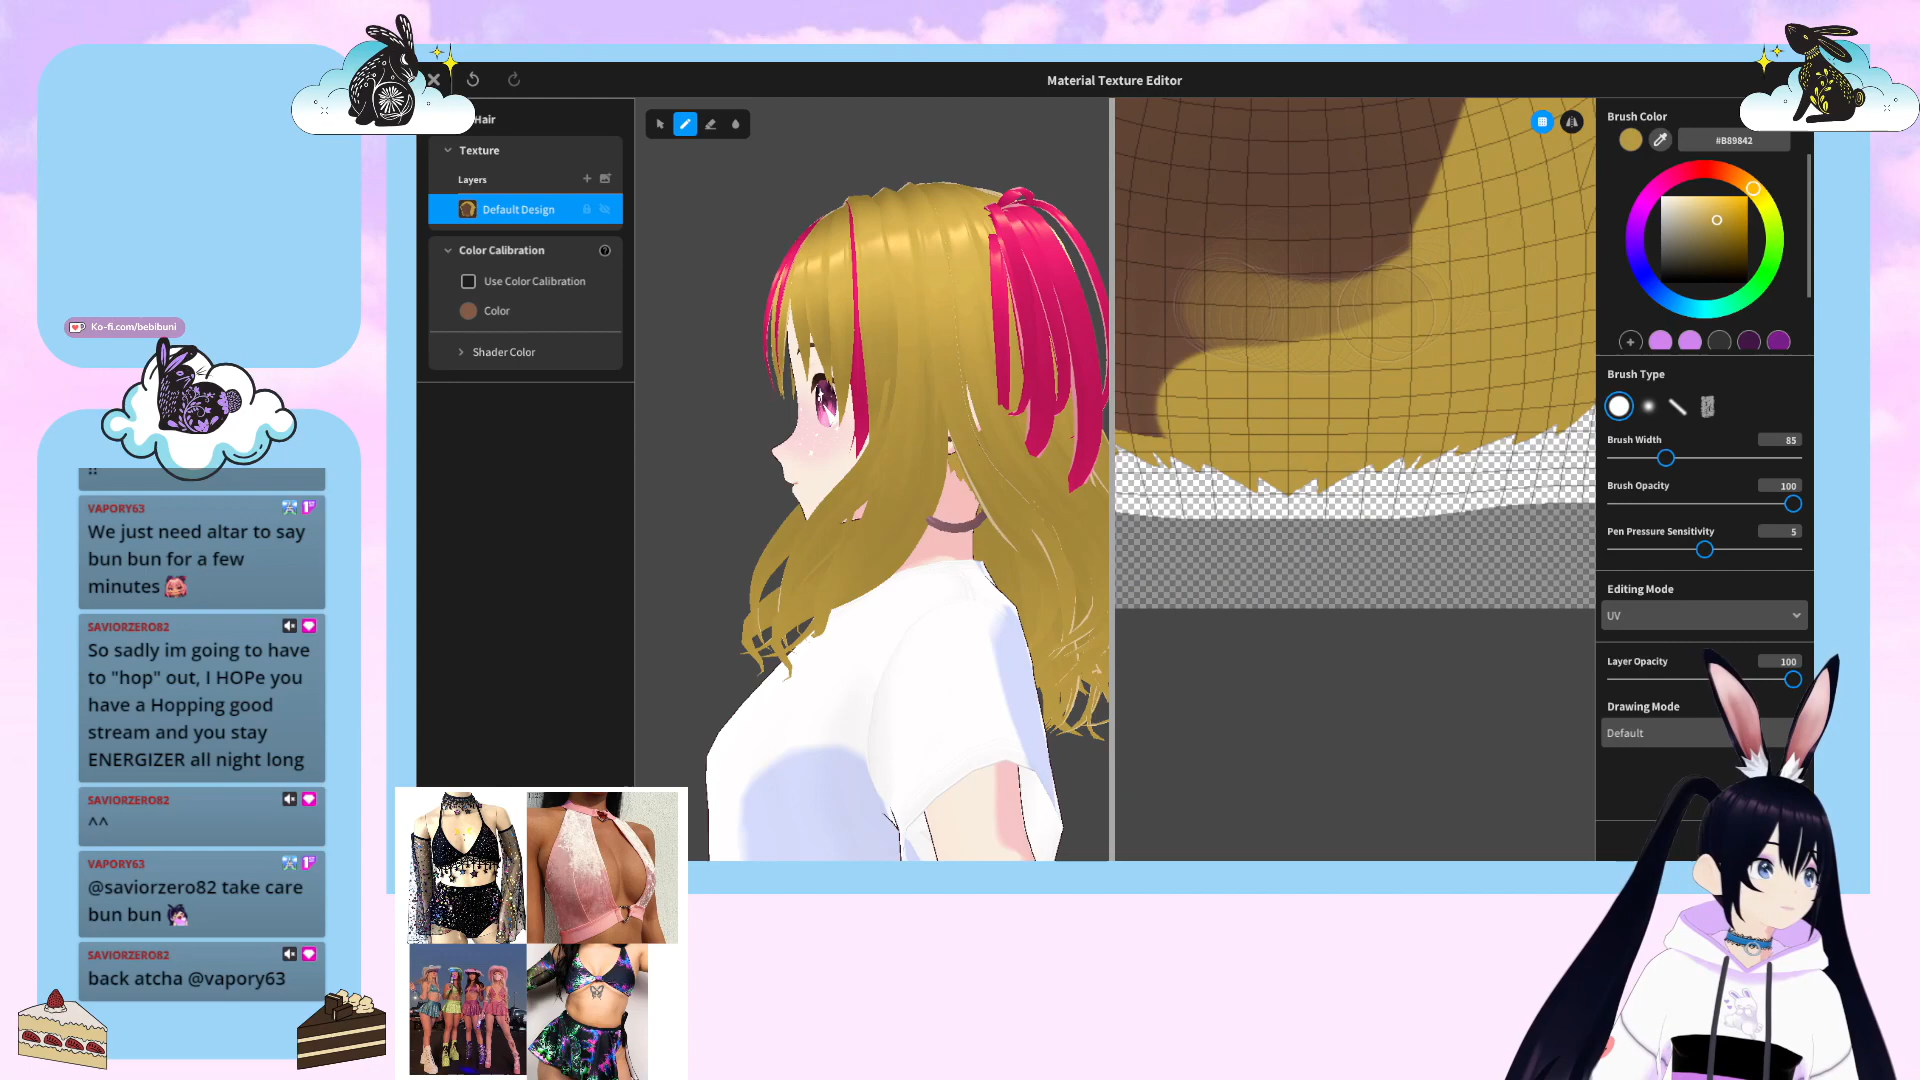 Material Texture Editor
Hair
Texture
Layers
Default Design
Color Calibration
Use Color Calibration
Color
Shader Color
Brush Color
#B89842
Brush Type
Brush Width
85
Brush Opacity
100
Pen Pressure Sensitivity
5
Editing Mode
UV
Layer Opacity
100
Drawing Mode
Default
Ko-fi.com/bebibuni
VAPORY63
We just need altar to say
bun bun for a few
minutes
SAVIORZERO82
So sadly im going to have
to "hop" out, I HOPe you
have a Hopping good
stream and you stay
ENERGIZER all night long
SAVIORZERO82
^^
VAPORY63
@saviorzero82 take care
bun bun
SAVIORZERO82
back atcha @vapory63